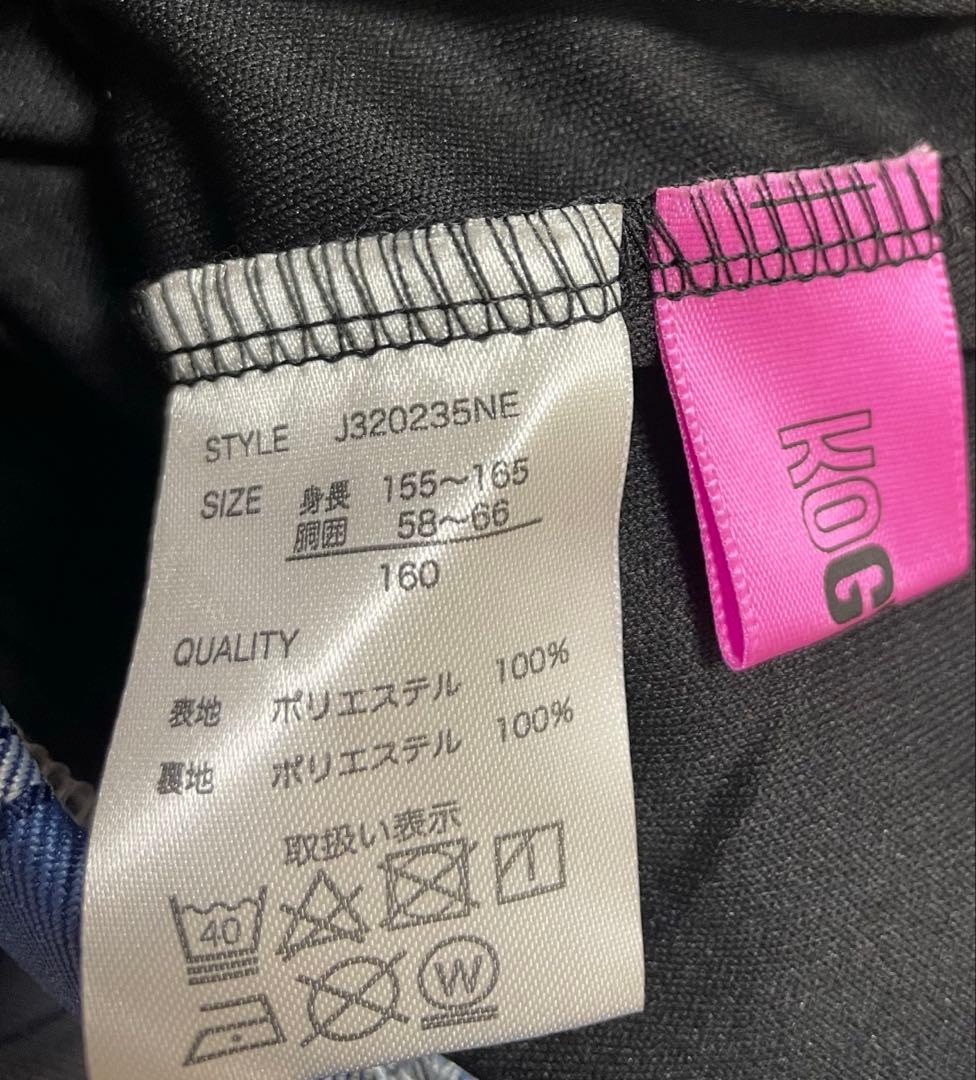 STYLE J320235NE
SIZE 身長 155～165
胴囲 58～66
160
QUALITY
表地 ポリエステル 100%
裏地 ポリエステル 100%
取扱い表示
40
W
KOG